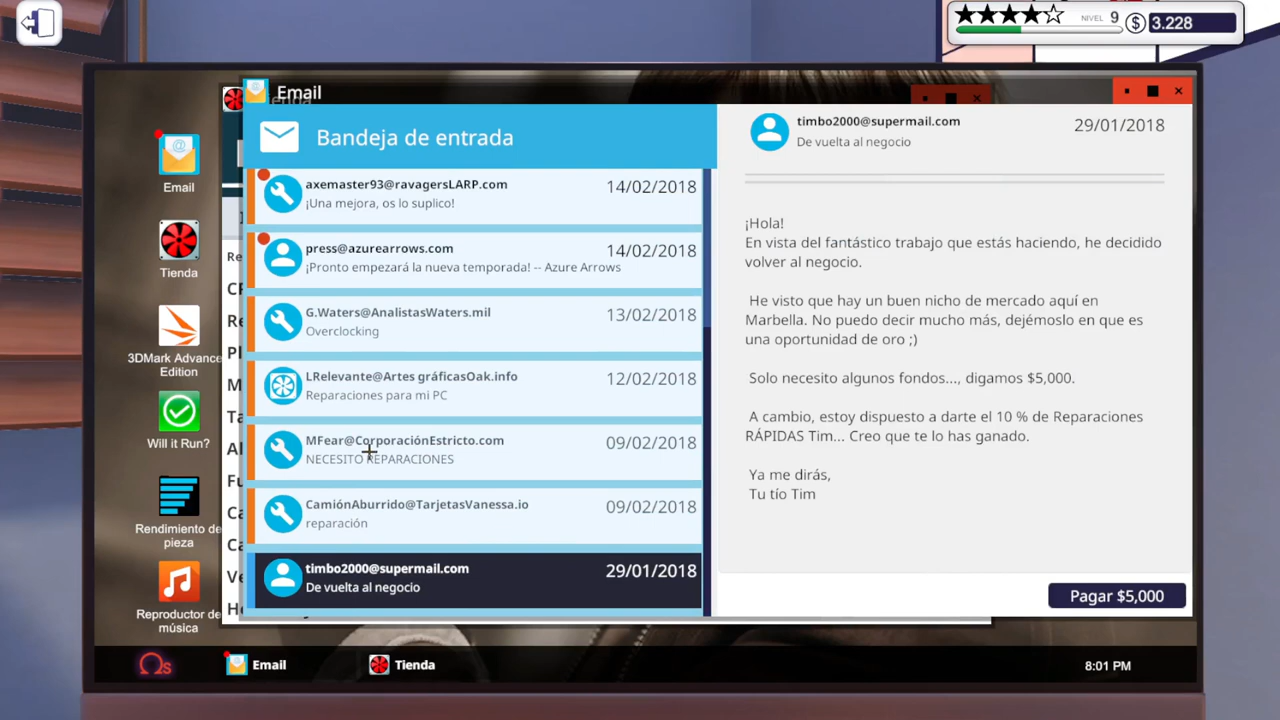 NIVEL 9 $ 3.228
Email
Tienda
Bandeja de entrada
axemaster93@ravagersLARP.com 14/02/2018
¡Una mejora, os lo suplico!
press@azurearrows.com 14/02/2018
¡Pronto empezará la nueva temporada! -- Azure Arrows
G.Waters@AnalistasWaters.mil 13/02/2018
Overclocking
LRelevante@Artes gráficasOak.info 12/02/2018
Reparaciones para mi PC
MFear@CorporaciónEstricto.com 09/02/2018
NECESITO REPARACIONES
CamiónAburrido@TarjetasVanessa.io 09/02/2018
reparación
timbo2000@supermail.com 29/01/2018
De vuelta al negocio
timbo2000@supermail.com 29/01/2018
De vuelta al negocio
¡Hola!
En vista del fantástico trabajo que estás haciendo, he decidido
volver al negocio.
He visto que hay un buen nicho de mercado aquí en
Marbella. No puedo decir mucho más, dejémoslo en que es
una oportunidad de oro ;)
Solo necesito algunos fondos..., digamos $5,000.
A cambio, estoy dispuesto a darte el 10 % de Reparaciones
RÁPIDAS Tim... Creo que te lo has ganado.
Ya me dirás,
Tu tío Tim
Pagar $5,000
Email
Tienda
3DMark Advance
Edition
Will it Run?
Rendimiento de
pieza
Reproductor de
música
Ωs Email Tienda 8:01 PM